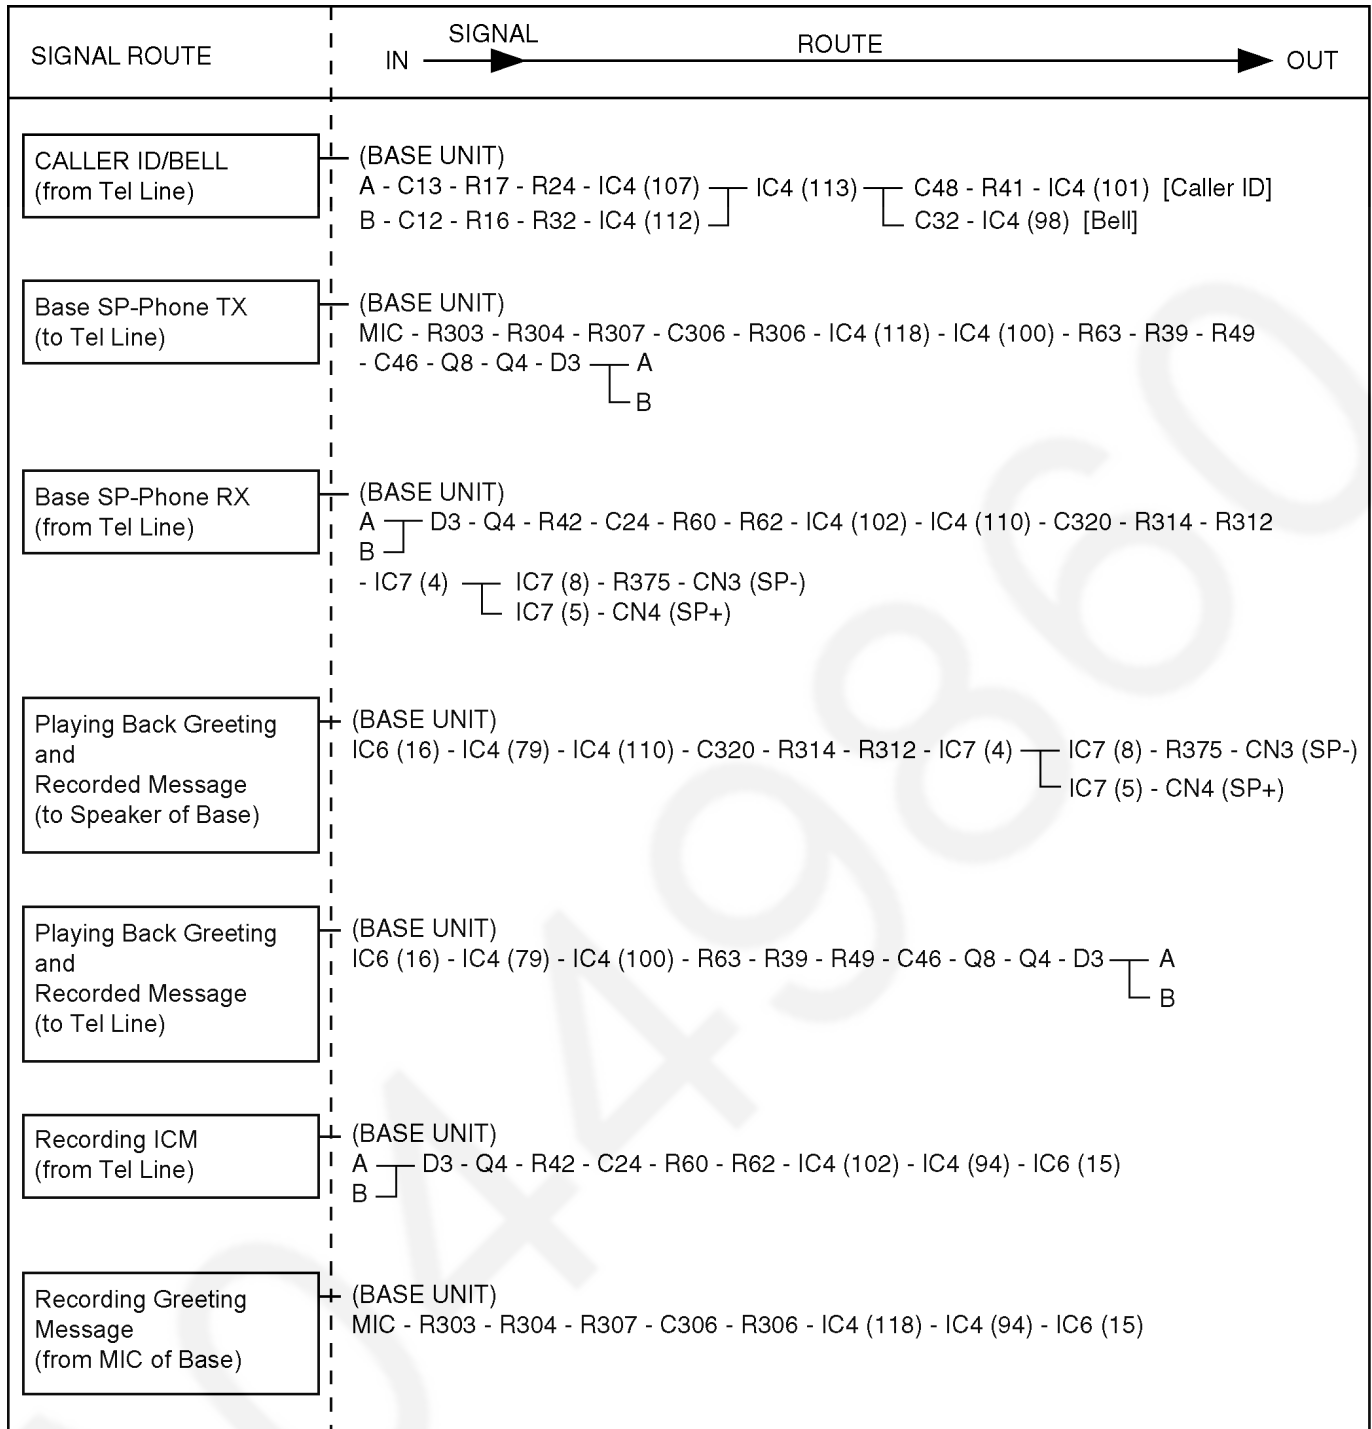 SIGNAL ROUTE
IN SIGNAL ROUTE OUT
CALLER ID/BELL
(from Tel Line)
(BASE UNIT)
A - C13 - R17 - R24 - IC4 (107) IC4 (113) C48 - R41 - IC4 (101) [Caller ID]
B - C12 - R16 - R32 - IC4 (112) C32 - IC4 (98) [Bell]
Base SP-Phone TX
(to Tel Line)
(BASE UNIT)
MIC - R303 - R304 - R307 - C306 - R306 - IC4 (118) - IC4 (100) - R63 - R39 - R49
- C46 - Q8 - Q4 - D3 A
B
Base SP-Phone RX
(from Tel Line)
(BASE UNIT)
A D3 - Q4 - R42 - C24 - R60 - R62 - IC4 (102) - IC4 (110) - C320 - R314 - R312
B
- IC7 (4) IC7 (8) - R375 - CN3 (SP-)
IC7 (5) - CN4 (SP+)
Playing Back Greeting
and
Recorded Message
(to Speaker of Base)
(BASE UNIT)
IC6 (16) - IC4 (79) - IC4 (110) - C320 - R314 - R312 - IC7 (4) IC7 (8) - R375 - CN3 (SP-)
IC7 (5) - CN4 (SP+)
Playing Back Greeting
and
Recorded Message
(to Tel Line)
(BASE UNIT)
IC6 (16) - IC4 (79) - IC4 (100) - R63 - R39 - R49 - C46 - Q8 - Q4 - D3 A
B
Recording ICM
(from Tel Line)
(BASE UNIT)
A D3 - Q4 - R42 - C24 - R60 - R62 - IC4 (102) - IC4 (94) - IC6 (15)
B
Recording Greeting
Message
(from MIC of Base)
(BASE UNIT)
MIC - R303 - R304 - R307 - C306 - R306 - IC4 (118) - IC4 (94) - IC6 (15)